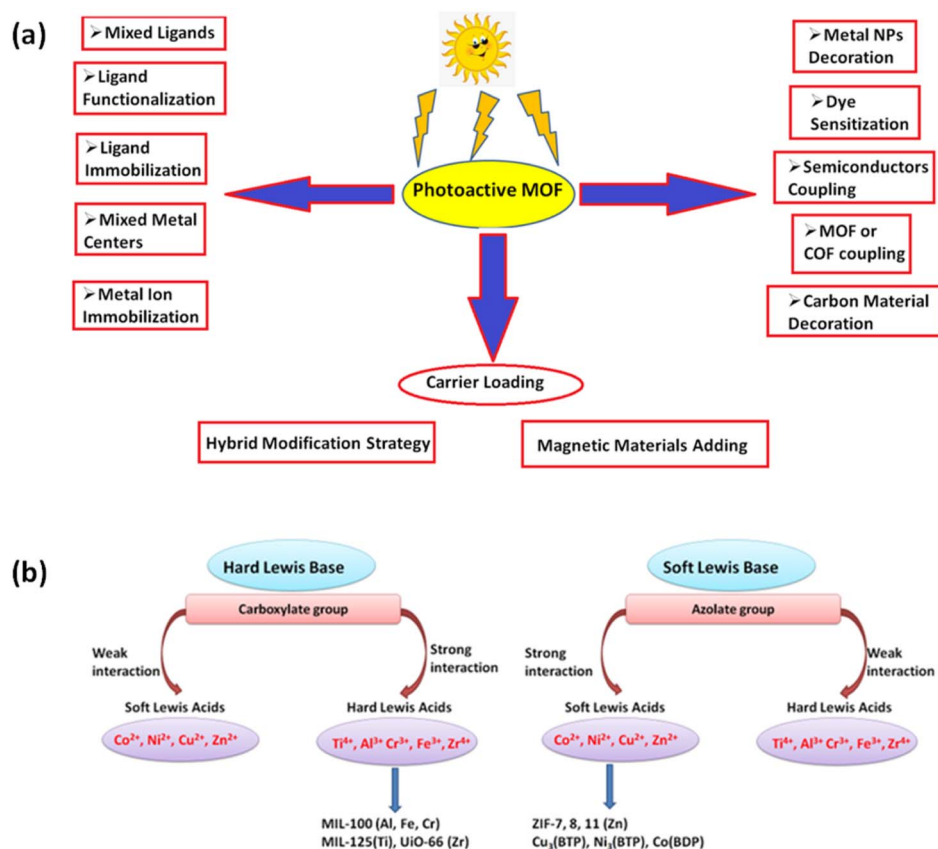 (a)
➢Mixed Ligands
➢Ligand
Functionalization
➢Ligand
Immobilization
➢Mixed Metal
Centers
➢Metal Ion
Immobilization
Photoactive MOF
➢Metal NPs
Decoration
➢Dye
Sensitization
➢Semiconductors
Coupling
➢MOF or
COF coupling
➢Carbon Material
Decoration
Carrier Loading
Hybrid Modification Strategy
Magnetic Materials Adding
(b)
Hard Lewis Base
Carboxylate group
Weak
interaction
Strong
interaction
Soft Lewis Acids
Hard Lewis Acids
Co²⁺, Ni²⁺, Cu²⁺, Zn²⁺
Ti⁴⁺, Al³⁺ Cr³⁺, Fe³⁺, Zr⁴⁺
MIL-100 (Al, Fe, Cr)
MIL-125(Ti), UiO-66 (Zr)
Soft Lewis Base
Azolate group
Strong
interaction
Weak
interaction
Soft Lewis Acids
Hard Lewis Acids
Co²⁺, Ni²⁺, Cu²⁺, Zn²⁺
Ti⁴⁺, Al³⁺ Cr³⁺, Fe³⁺, Zr⁴⁺
ZIF-7, 8, 11 (Zn)
Cu₃(BTP), Ni₃(BTP), Co(BDP)